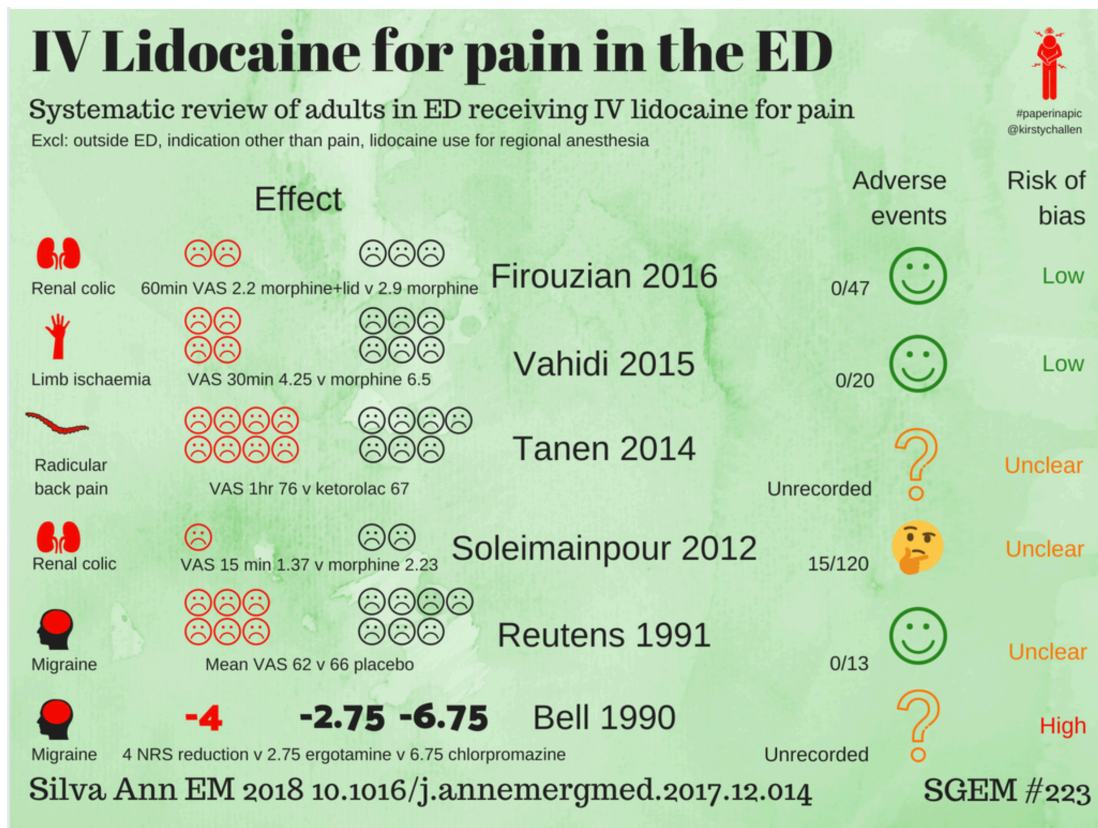 IV Lidocaine for pain in the ED
Systematic review of adults in ED receiving IV lidocaine for pain
Excl: outside ED, indication other than pain, lidocaine use for regional anesthesia
#paperinapic
@kirstychallen
Effect
Adverse
events
Risk of
bias
Renal colic
60min VAS 2.2 morphine+lid v 2.9 morphine
Firouzian 2016
0/47
Low
Limb ischaemia
VAS 30min 4.25 v morphine 6.5
Vahidi 2015
0/20
Low
Radicular
back pain
VAS 1hr 76 v ketorolac 67
Tanen 2014
Unrecorded
?
Unclear
Renal colic
VAS 15 min 1.37 v morphine 2.23
Soleimainpour 2012
15/120
Unclear
Migraine
Mean VAS 62 v 66 placebo
Reutens 1991
0/13
Unclear
Migraine
-4 -2.75 -6.75
4 NRS reduction v 2.75 ergotamine v 6.75 chlorpromazine
Bell 1990
Unrecorded
?
High
Silva Ann EM 2018 10.1016/j.annemergmed.2017.12.014
SGEM #223